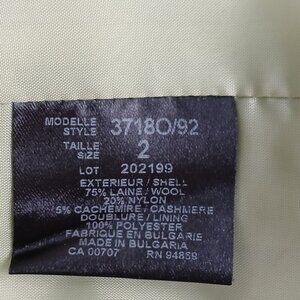 MODELLE
STYLE 3718O/92
TAILLE
SIZE 2
LOT 202199
EXTERIEUR / SHELL
75% LAINE / WOOL
20% NYLON
5% CACHEMIRE / CASHMERE
DOUBLURE / LINING
100% POLYESTER
FABRIQUE EN BULGARIE
MADE IN BULGARIA
CA 00707 RN 94859